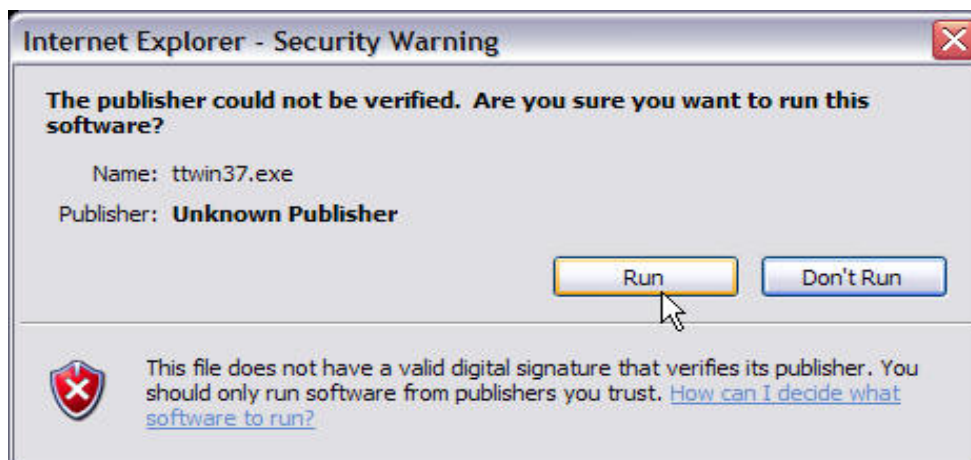 Internet Explorer - Security Warning
The publisher could not be verified.  Are you sure you want to run this
software?
Name: ttwin37.exe
Publisher: Unknown Publisher
Run
Don't Run
This file does not have a valid digital signature that verifies its publisher. You
should only run software from publishers you trust. How can I decide what
software to run?